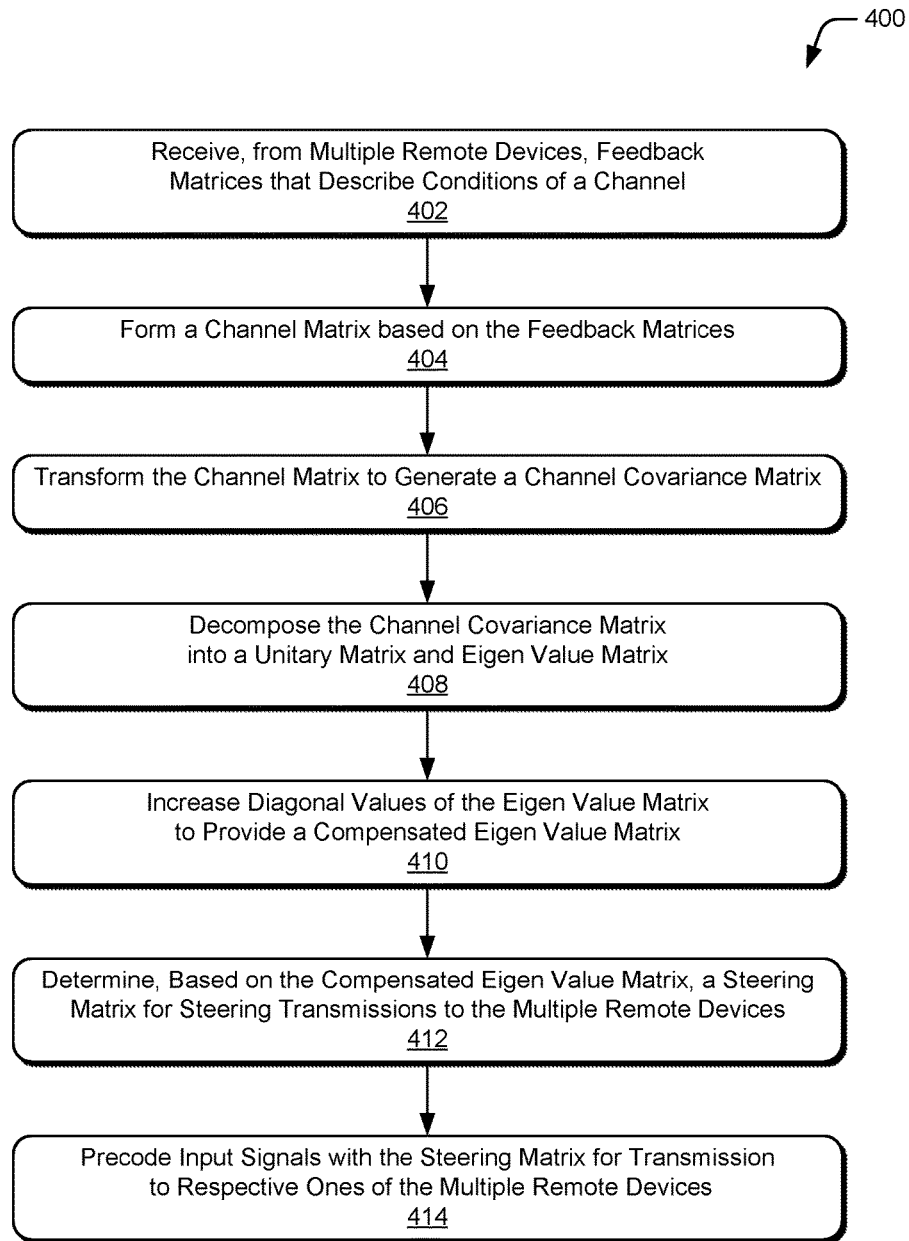 400
Receive, from Multiple Remote Devices, Feedback
Matrices that Describe Conditions of a Channel
402
Form a Channel Matrix based on the Feedback Matrices
404
Transform the Channel Matrix to Generate a Channel Covariance Matrix
406
Decompose the Channel Covariance Matrix
into a Unitary Matrix and Eigen Value Matrix
408
Increase Diagonal Values of the Eigen Value Matrix
to Provide a Compensated Eigen Value Matrix
410
Determine, Based on the Compensated Eigen Value Matrix, a Steering
Matrix for Steering Transmissions to the Multiple Remote Devices
412
Precode Input Signals with the Steering Matrix for Transmission
to Respective Ones of the Multiple Remote Devices
414